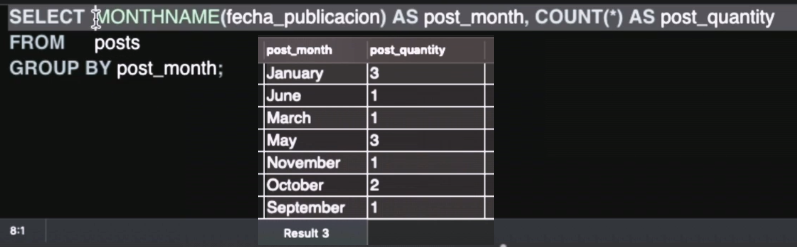 SELECT MONTHNAME(fecha_publicacion) AS post_month, COUNT(*) AS post_quantity
FROM posts
GROUP BY post_month;
post_month post_quantity
January 3
June 1
March 1
May 3
November 1
October 2
September 1
Result 3
8:1